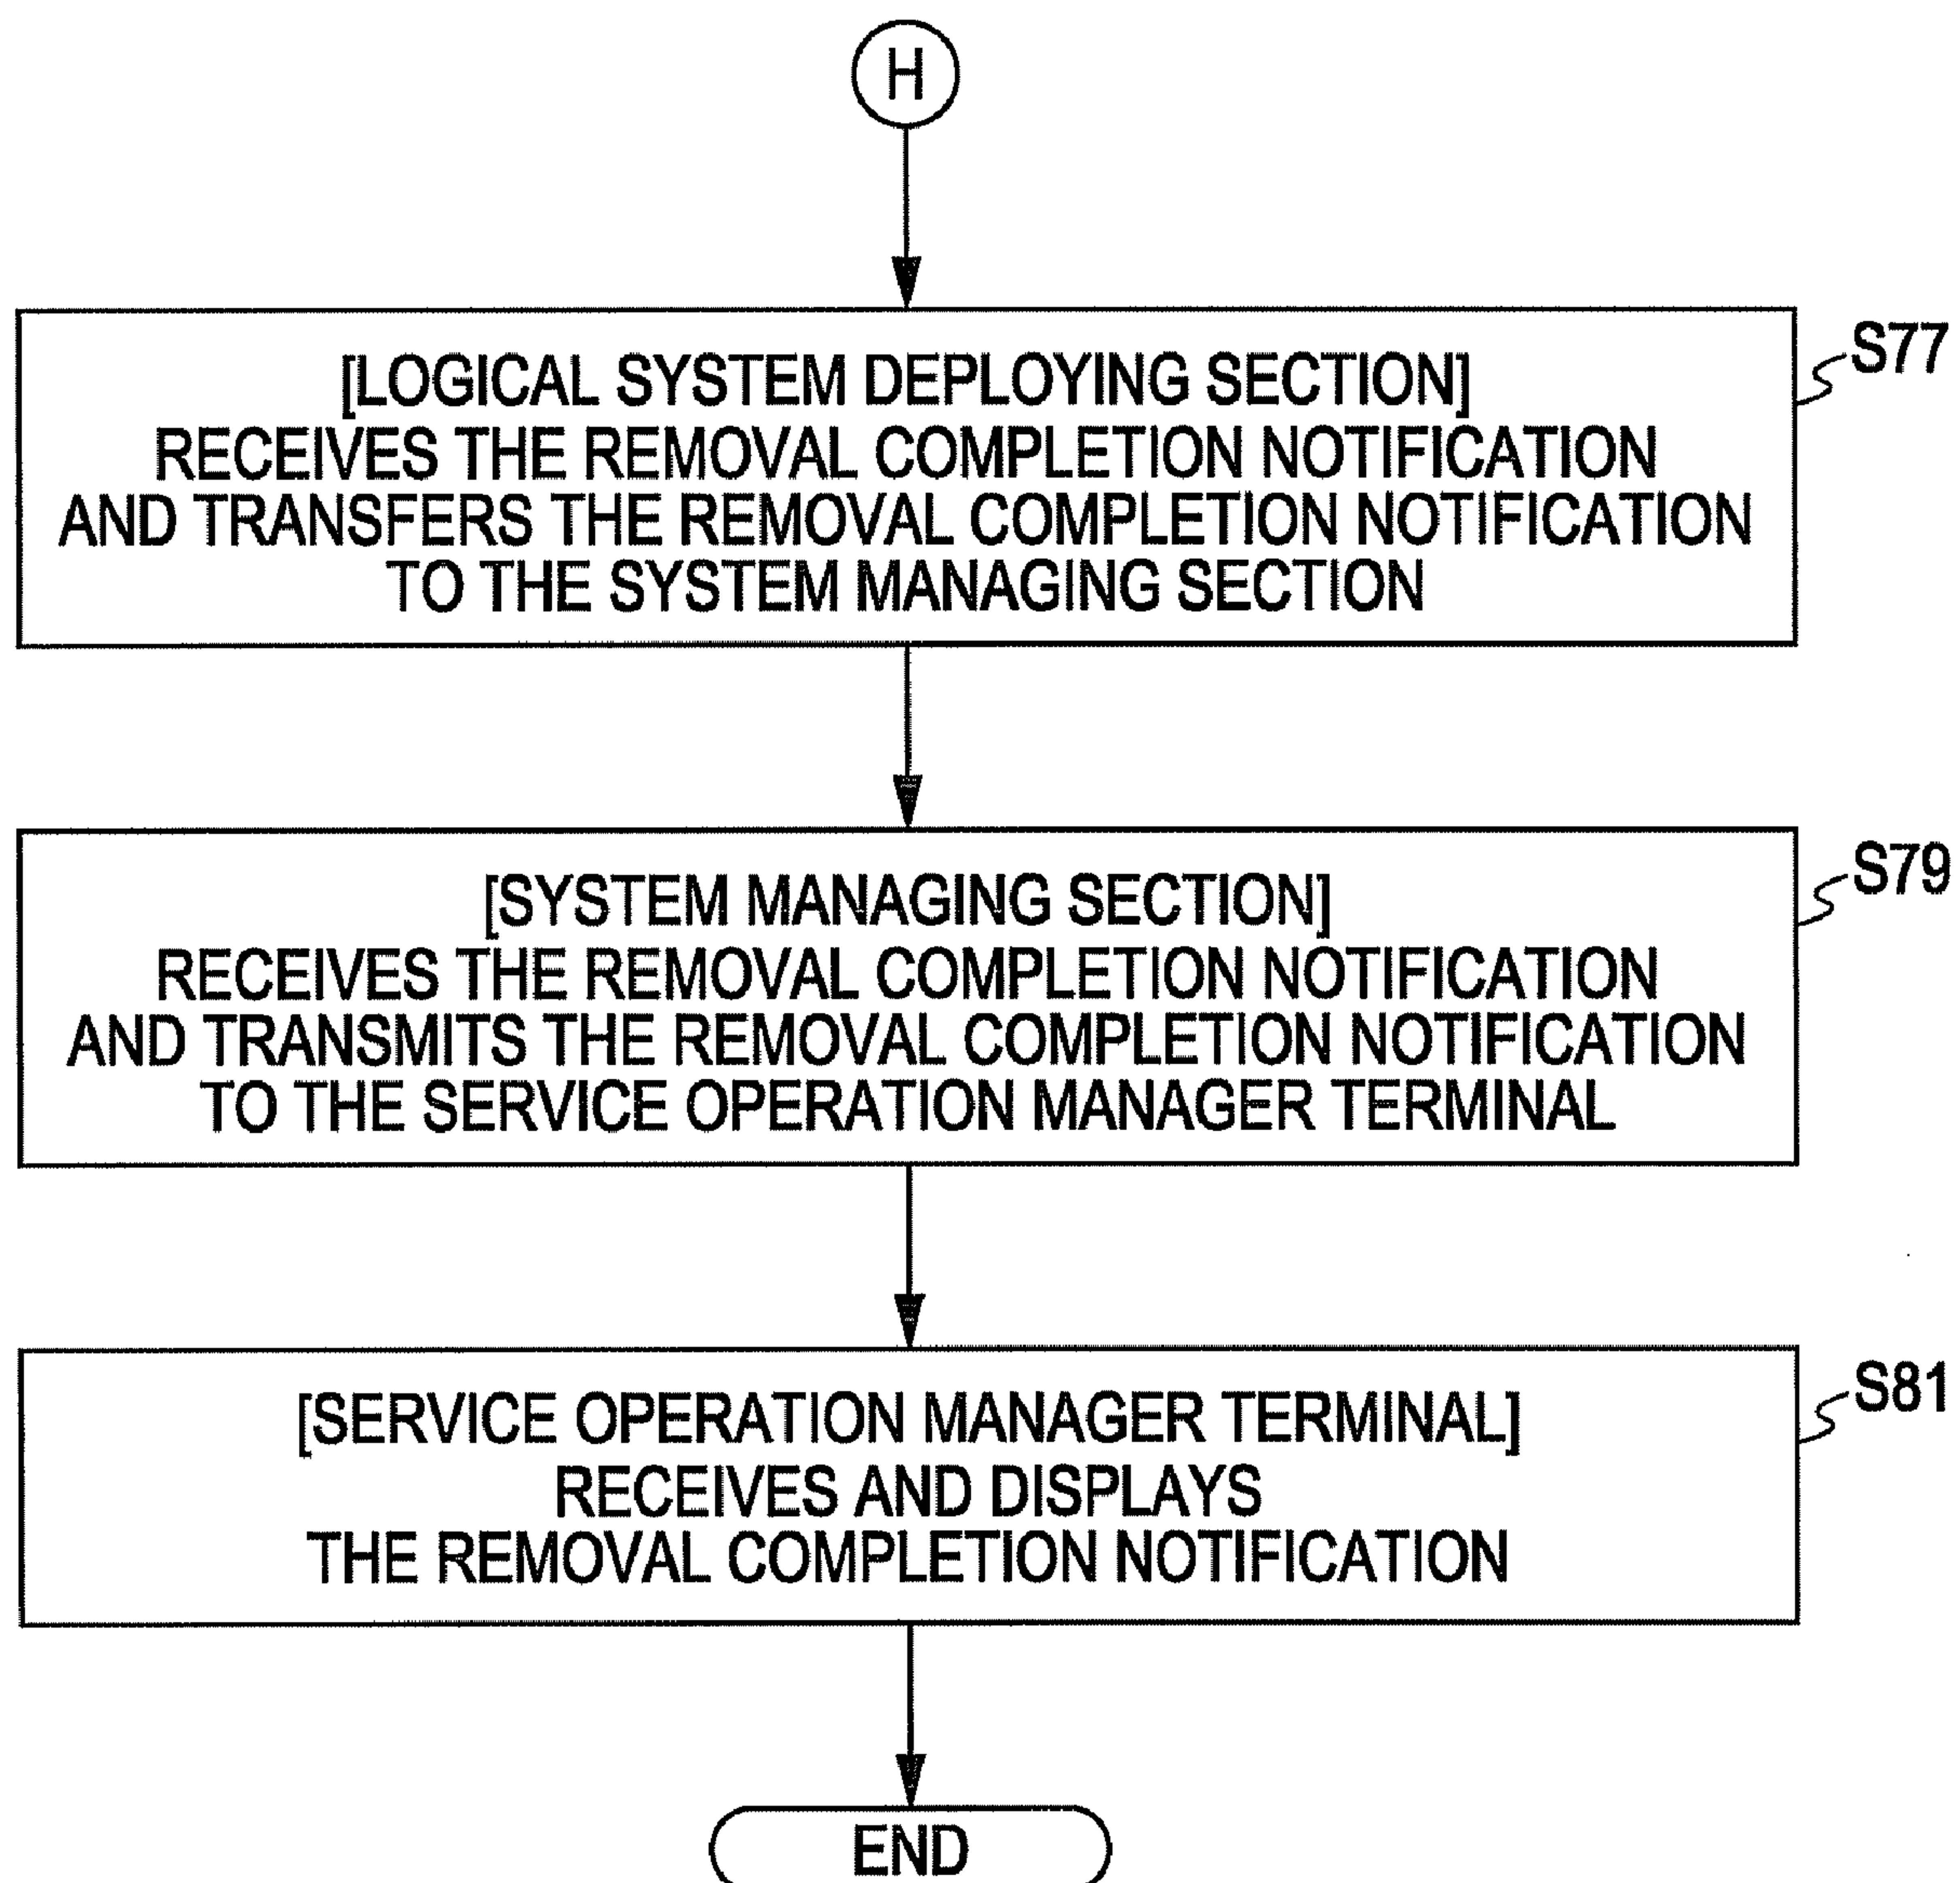 H
[LOGICAL SYSTEM DEPLOYING SECTION]
RECEIVES THE REMOVAL COMPLETION NOTIFICATION
AND TRANSFERS THE REMOVAL COMPLETION NOTIFICATION
TO THE SYSTEM MANAGING SECTION
S77
[SYSTEM MANAGING SECTION]
RECEIVES THE REMOVAL COMPLETION NOTIFICATION
AND TRANSMITS THE REMOVAL COMPLETION NOTIFICATION
TO THE SERVICE OPERATION MANAGER TERMINAL
S79
[SERVICE OPERATION MANAGER TERMINAL]
RECEIVES AND DISPLAYS
THE REMOVAL COMPLETION NOTIFICATION
S81
END